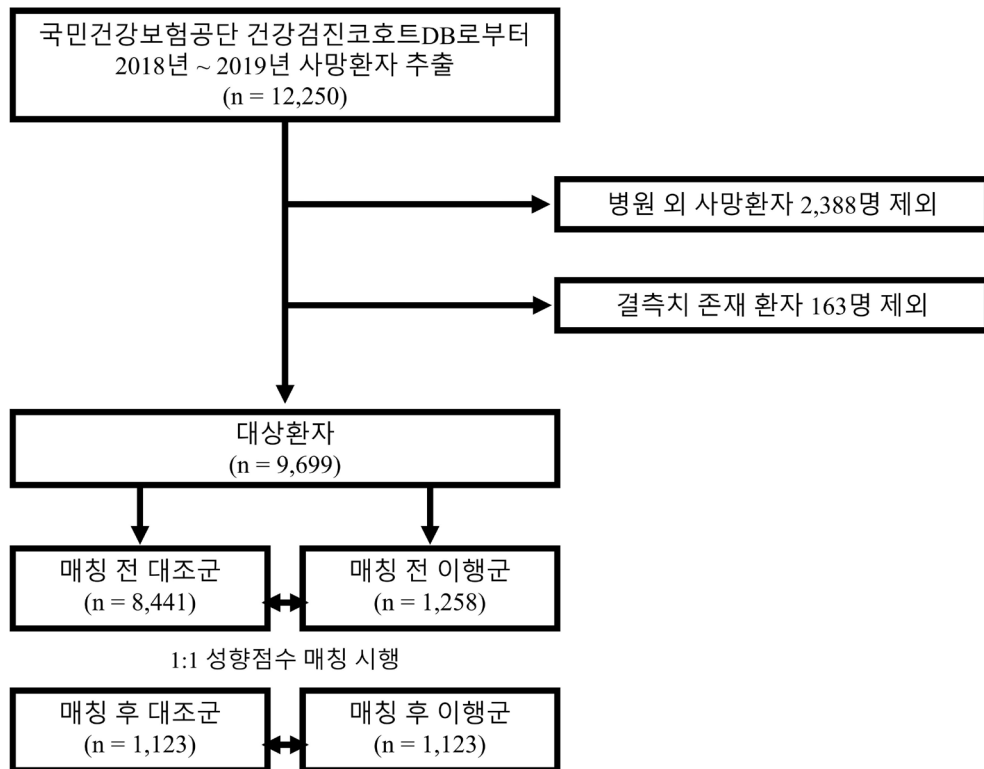 국민건강보험공단 건강검진코호트DB로부터
2018년 ~ 2019년 사망환자 추출
(n = 12,250)
병원 외 사망환자 2,388명 제외
결측치 존재 환자 163명 제외
대상환자
(n = 9,699)
매칭 전 대조군
(n = 8,441)
매칭 전 이행군
(n = 1,258)
1:1 성향점수 매칭 시행
매칭 후 대조군
(n = 1,123)
매칭 후 이행군
(n = 1,123)